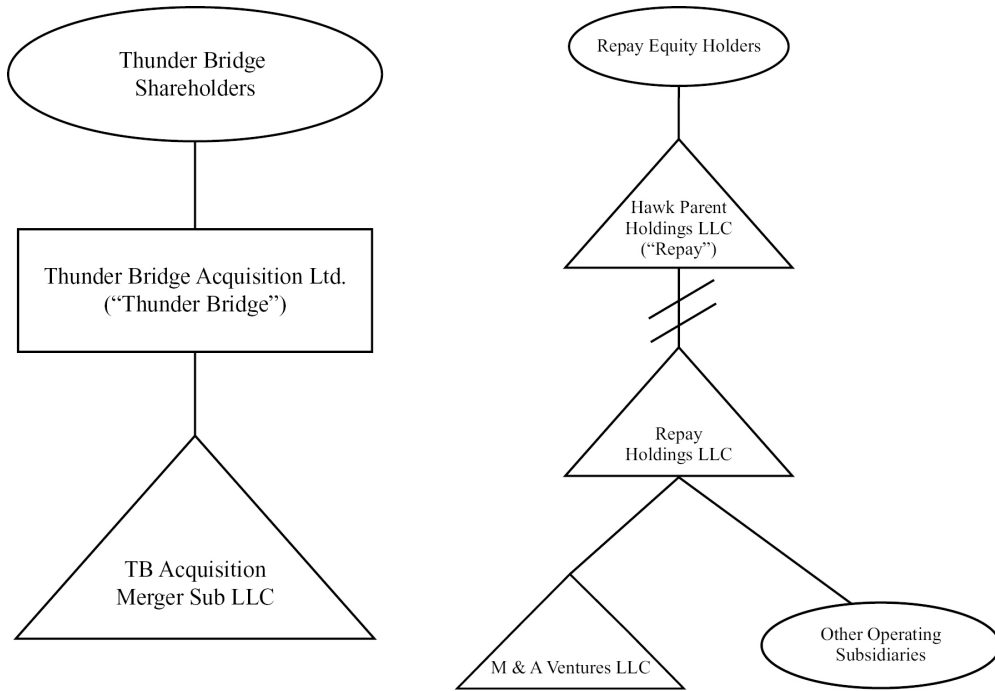 Thunder Bridge
Shareholders
Thunder Bridge Acquisition Ltd.
(“Thunder Bridge”)
TB Acquisition
Merger Sub LLC
Repay Equity Holders
Hawk Parent
Holdings LLC
(“Repay”)
Repay
Holdings LLC
M & A Ventures LLC
Other Operating
Subsidiaries